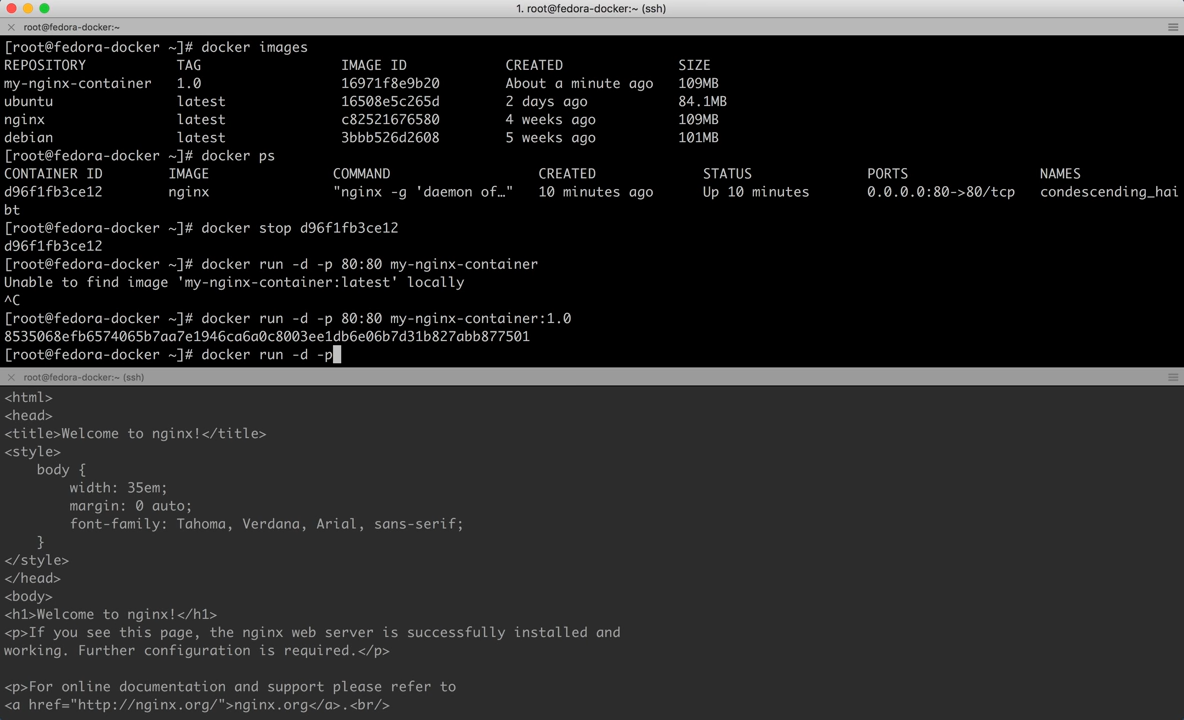 1. root@fedora-docker:~ (ssh)
root@fedora-docker:~
[root@fedora-docker ~]# docker images
REPOSITORY TAG IMAGE ID CREATED SIZE
my-nginx-container 1.0 16971f8e9b20 About a minute ago 109MB
ubuntu latest 16508e5c265d 2 days ago 84.1MB
nginx latest c82521676580 4 weeks ago 109MB
debian latest 3bbb526d2608 5 weeks ago 101MB
[root@fedora-docker ~]# docker ps
CONTAINER ID IMAGE COMMAND CREATED STATUS PORTS NAMES
d96f1fb3ce12 nginx "nginx -g 'daemon of…" 10 minutes ago Up 10 minutes 0.0.0.0:80->80/tcp condescending_hai
bt
[root@fedora-docker ~]# docker stop d96f1fb3ce12
d96f1fb3ce12
[root@fedora-docker ~]# docker run -d -p 80:80 my-nginx-container
Unable to find image 'my-nginx-container:latest' locally
^C
[root@fedora-docker ~]# docker run -d -p 80:80 my-nginx-container:1.0
8535068efb6574065b7aa7e1946ca6a0c8003ee1db6e06b7d31b827abb877501
[root@fedora-docker ~]# docker run -d -p
root@fedora-docker:~ (ssh)
<html>
<head>
<title>Welcome to nginx!</title>
<style>
    body {
        width: 35em;
        margin: 0 auto;
        font-family: Tahoma, Verdana, Arial, sans-serif;
    }
</style>
</head>
<body>
<h1>Welcome to nginx!</h1>
<p>If you see this page, the nginx web server is successfully installed and
working. Further configuration is required.</p>
<p>For online documentation and support please refer to
<a href="http://nginx.org/">nginx.org</a>.<br/>